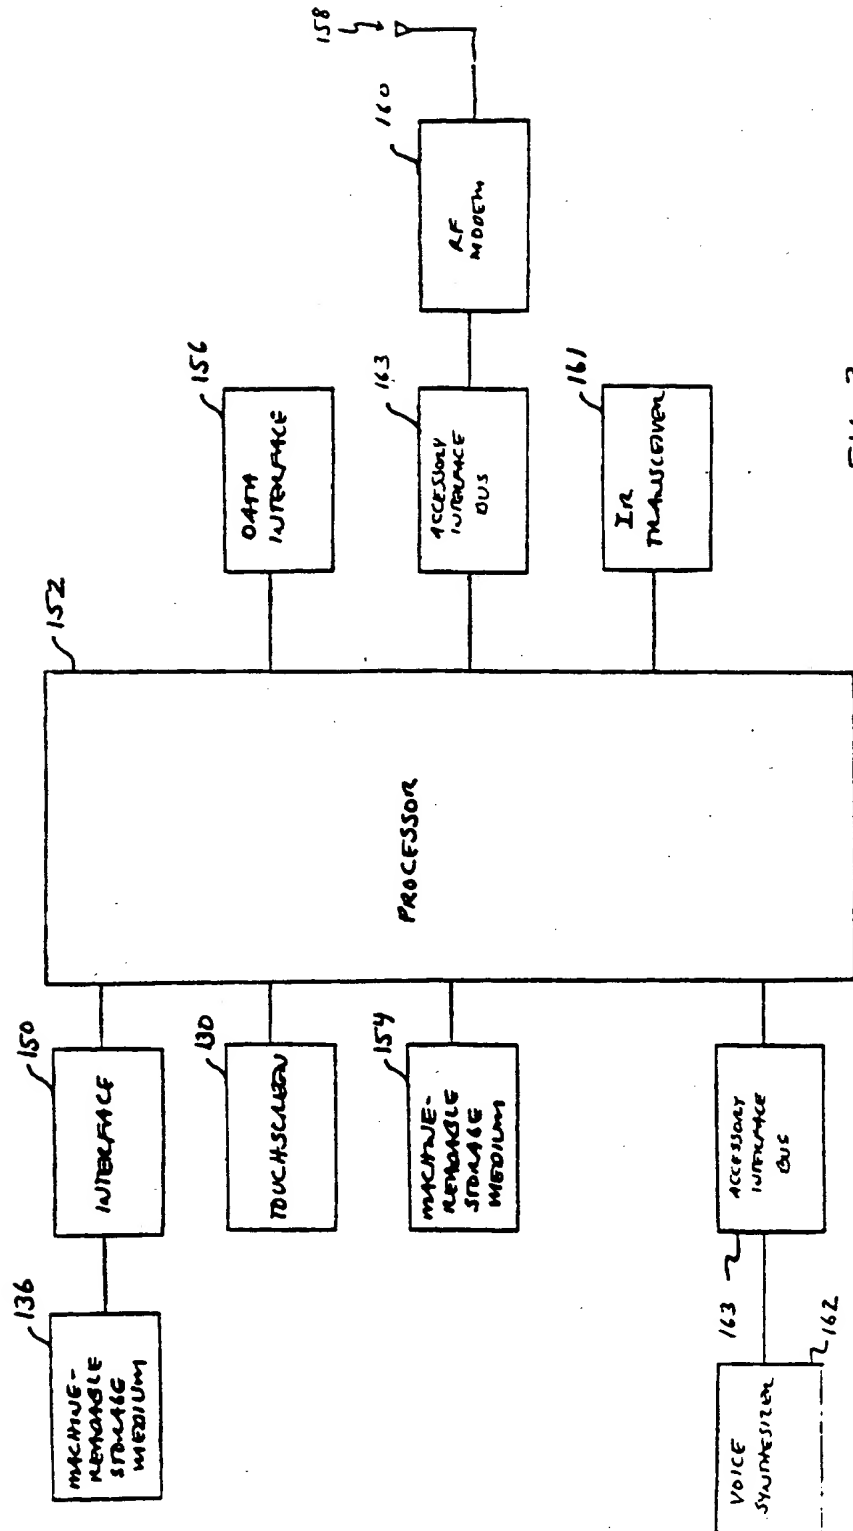 136
MACHINE-
READABLE
STORAGE
MEDIUM
150
INTERFACE
130
TOUCHSCREEN
154
MACHINE-
READABLE
STORAGE
MEDIUM
163
ACCESSORY
INTERFACE
BUS
162
VOICE
SYNTHESIZER
152
PROCESSOR
156
DATA
INTERFACE
163
ACCESSORY
INTERFACE
BUS
161
IR
TRANSCEIVER
160
RF
MODEM
158